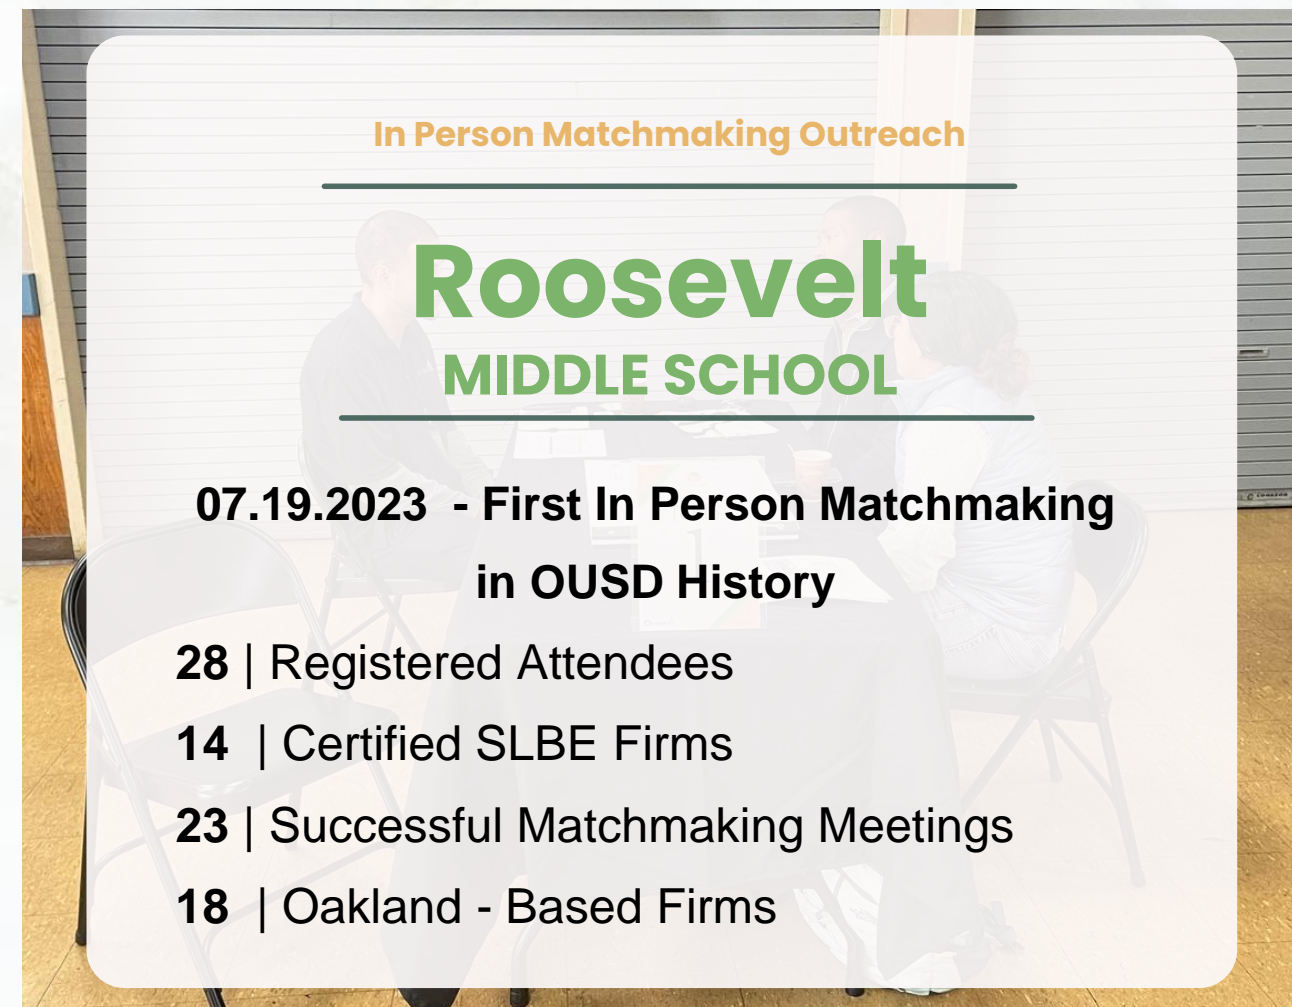 In Person Matchmaking Outreach
Roosevelt
MIDDLE SCHOOL
07.19.2023 - First In Person Matchmaking
in OUSD History
28 | Registered Attendees
14 | Certified SLBE Firms
23 | Successful Matchmaking Meetings
18 | Oakland - Based Firms
1